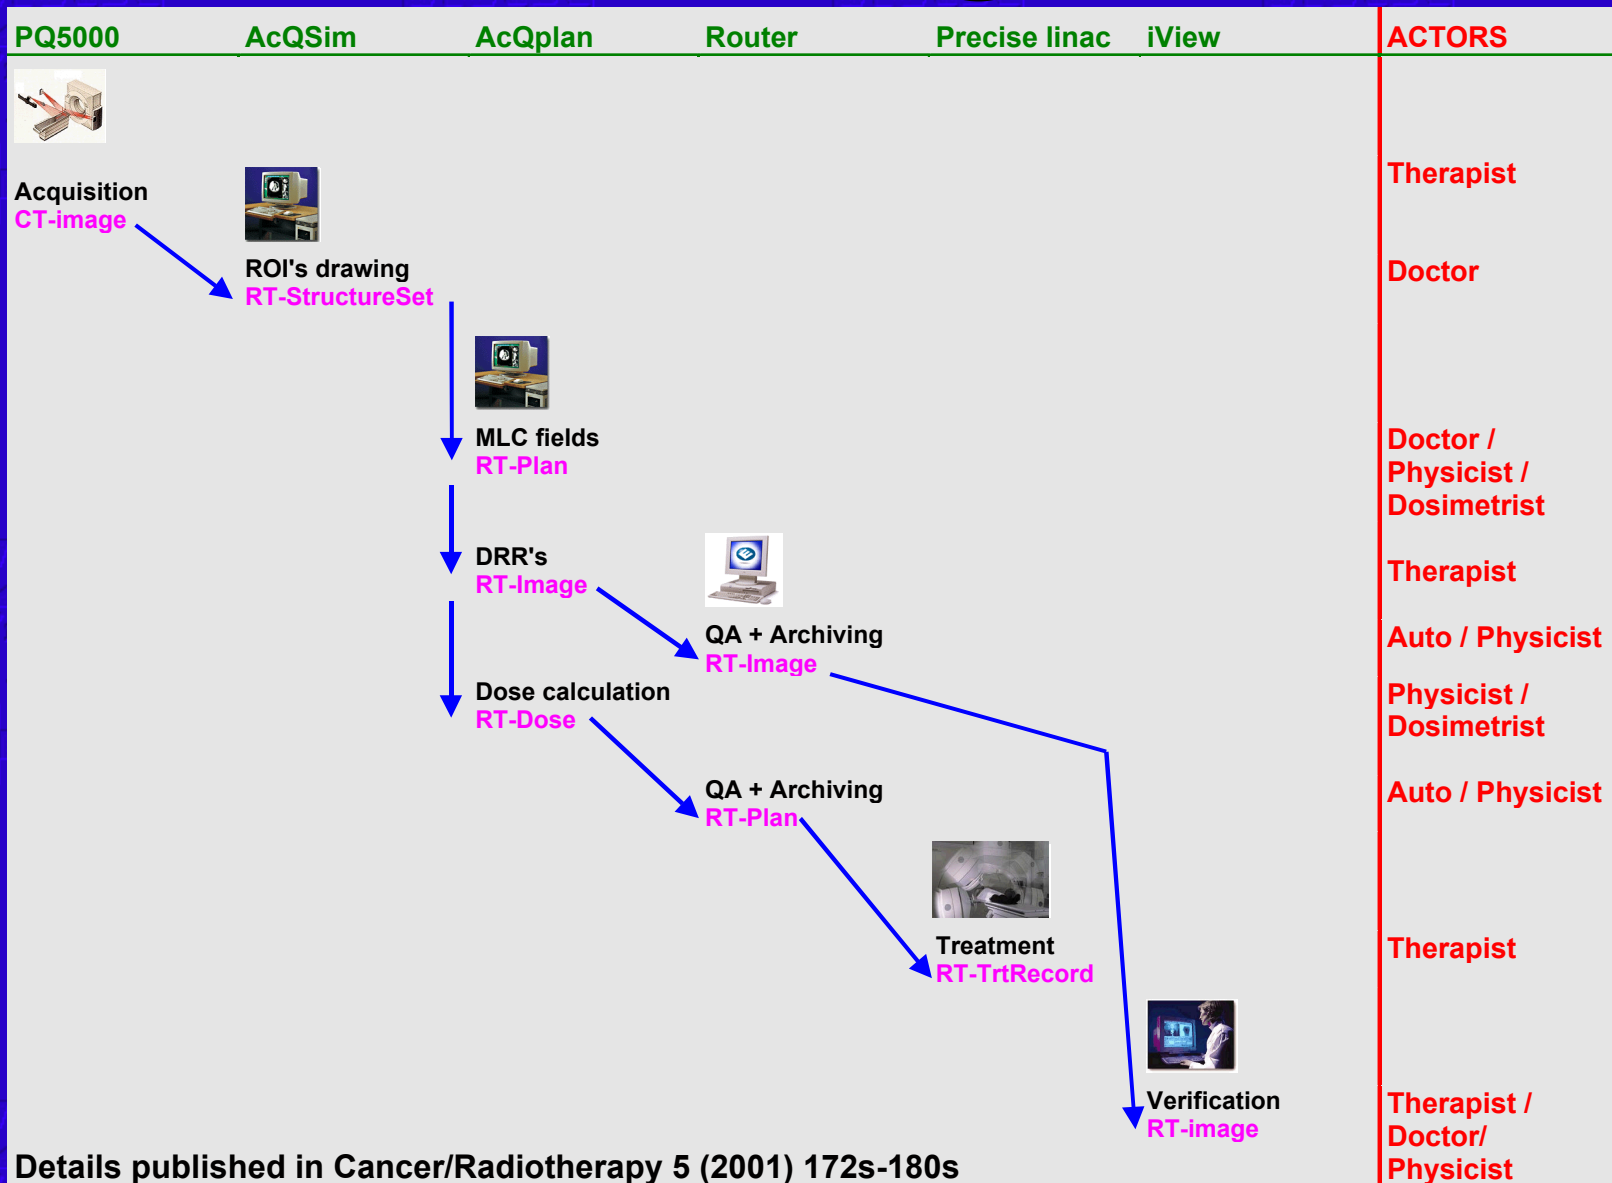 PQ5000 AcQSim AcQplan Router Precise linac iView ACTORS
Therapist
Acquisition
CT-image
ROI's drawing
RT-StructureSet
Doctor
MLC fields
RT-Plan
Doctor /
Physicist /
Dosimetrist
DRR's
RT-Image
Therapist
QA + Archiving
RT-Image
Auto / Physicist
Dose calculation
RT-Dose
Physicist /
Dosimetrist
QA + Archiving
RT-Plan
Auto / Physicist
Treatment
RT-TrtRecord
Therapist
Verification
RT-image
Therapist /
Doctor/
Physicist
Details published in Cancer/Radiotherapy 5 (2001) 172s-180s